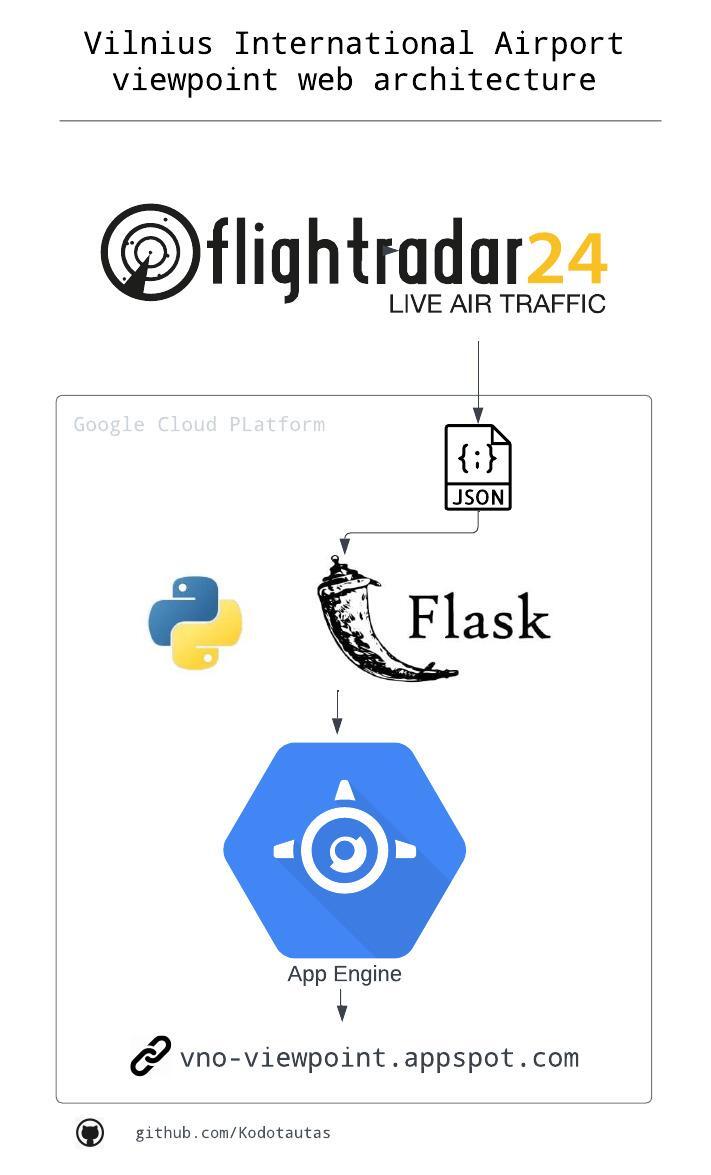 Vilnius International Airport
viewpoint web architecture
flightradar24
LIVE AIR TRAFFIC
Google Cloud PLatform
{;}
JSON
Flask
App Engine
vno-viewpoint.appspot.com
github.com/Kodotautas